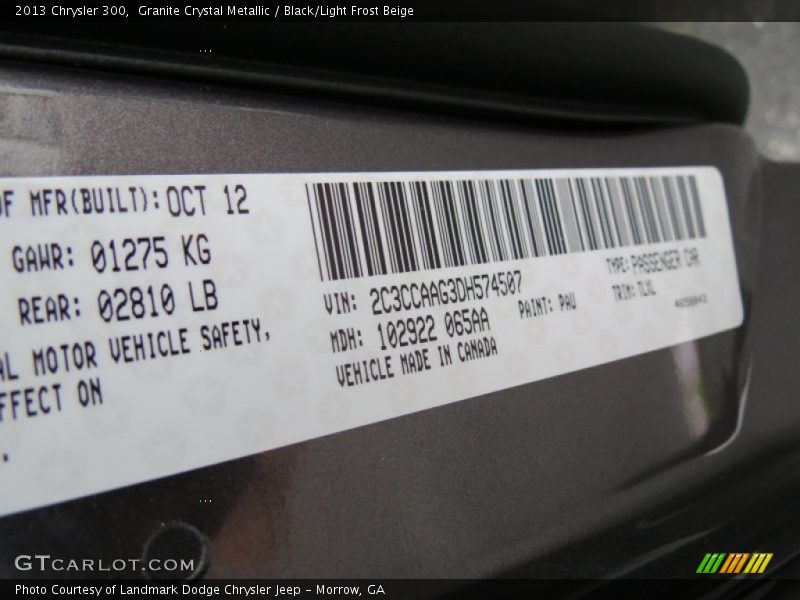 2013 Chrysler 300,  Granite Crystal Metallic / Black/Light Frost Beige
OF MFR(BUILT): OCT 12
GAWR: 01275 KG
REAR: 02810 LB
AL MOTOR VEHICLE SAFETY,
FFECT ON
.
VIN: 2C3CCAAG3DH574507
TYPE: PASSENGER CAR
MDH: 102922 065AA
PAINT: PAU
TRIM: TLXL
VEHICLE MADE IN CANADA
GTcarlot.com
Photo Courtesy of Landmark Dodge Chrysler Jeep - Morrow, GA